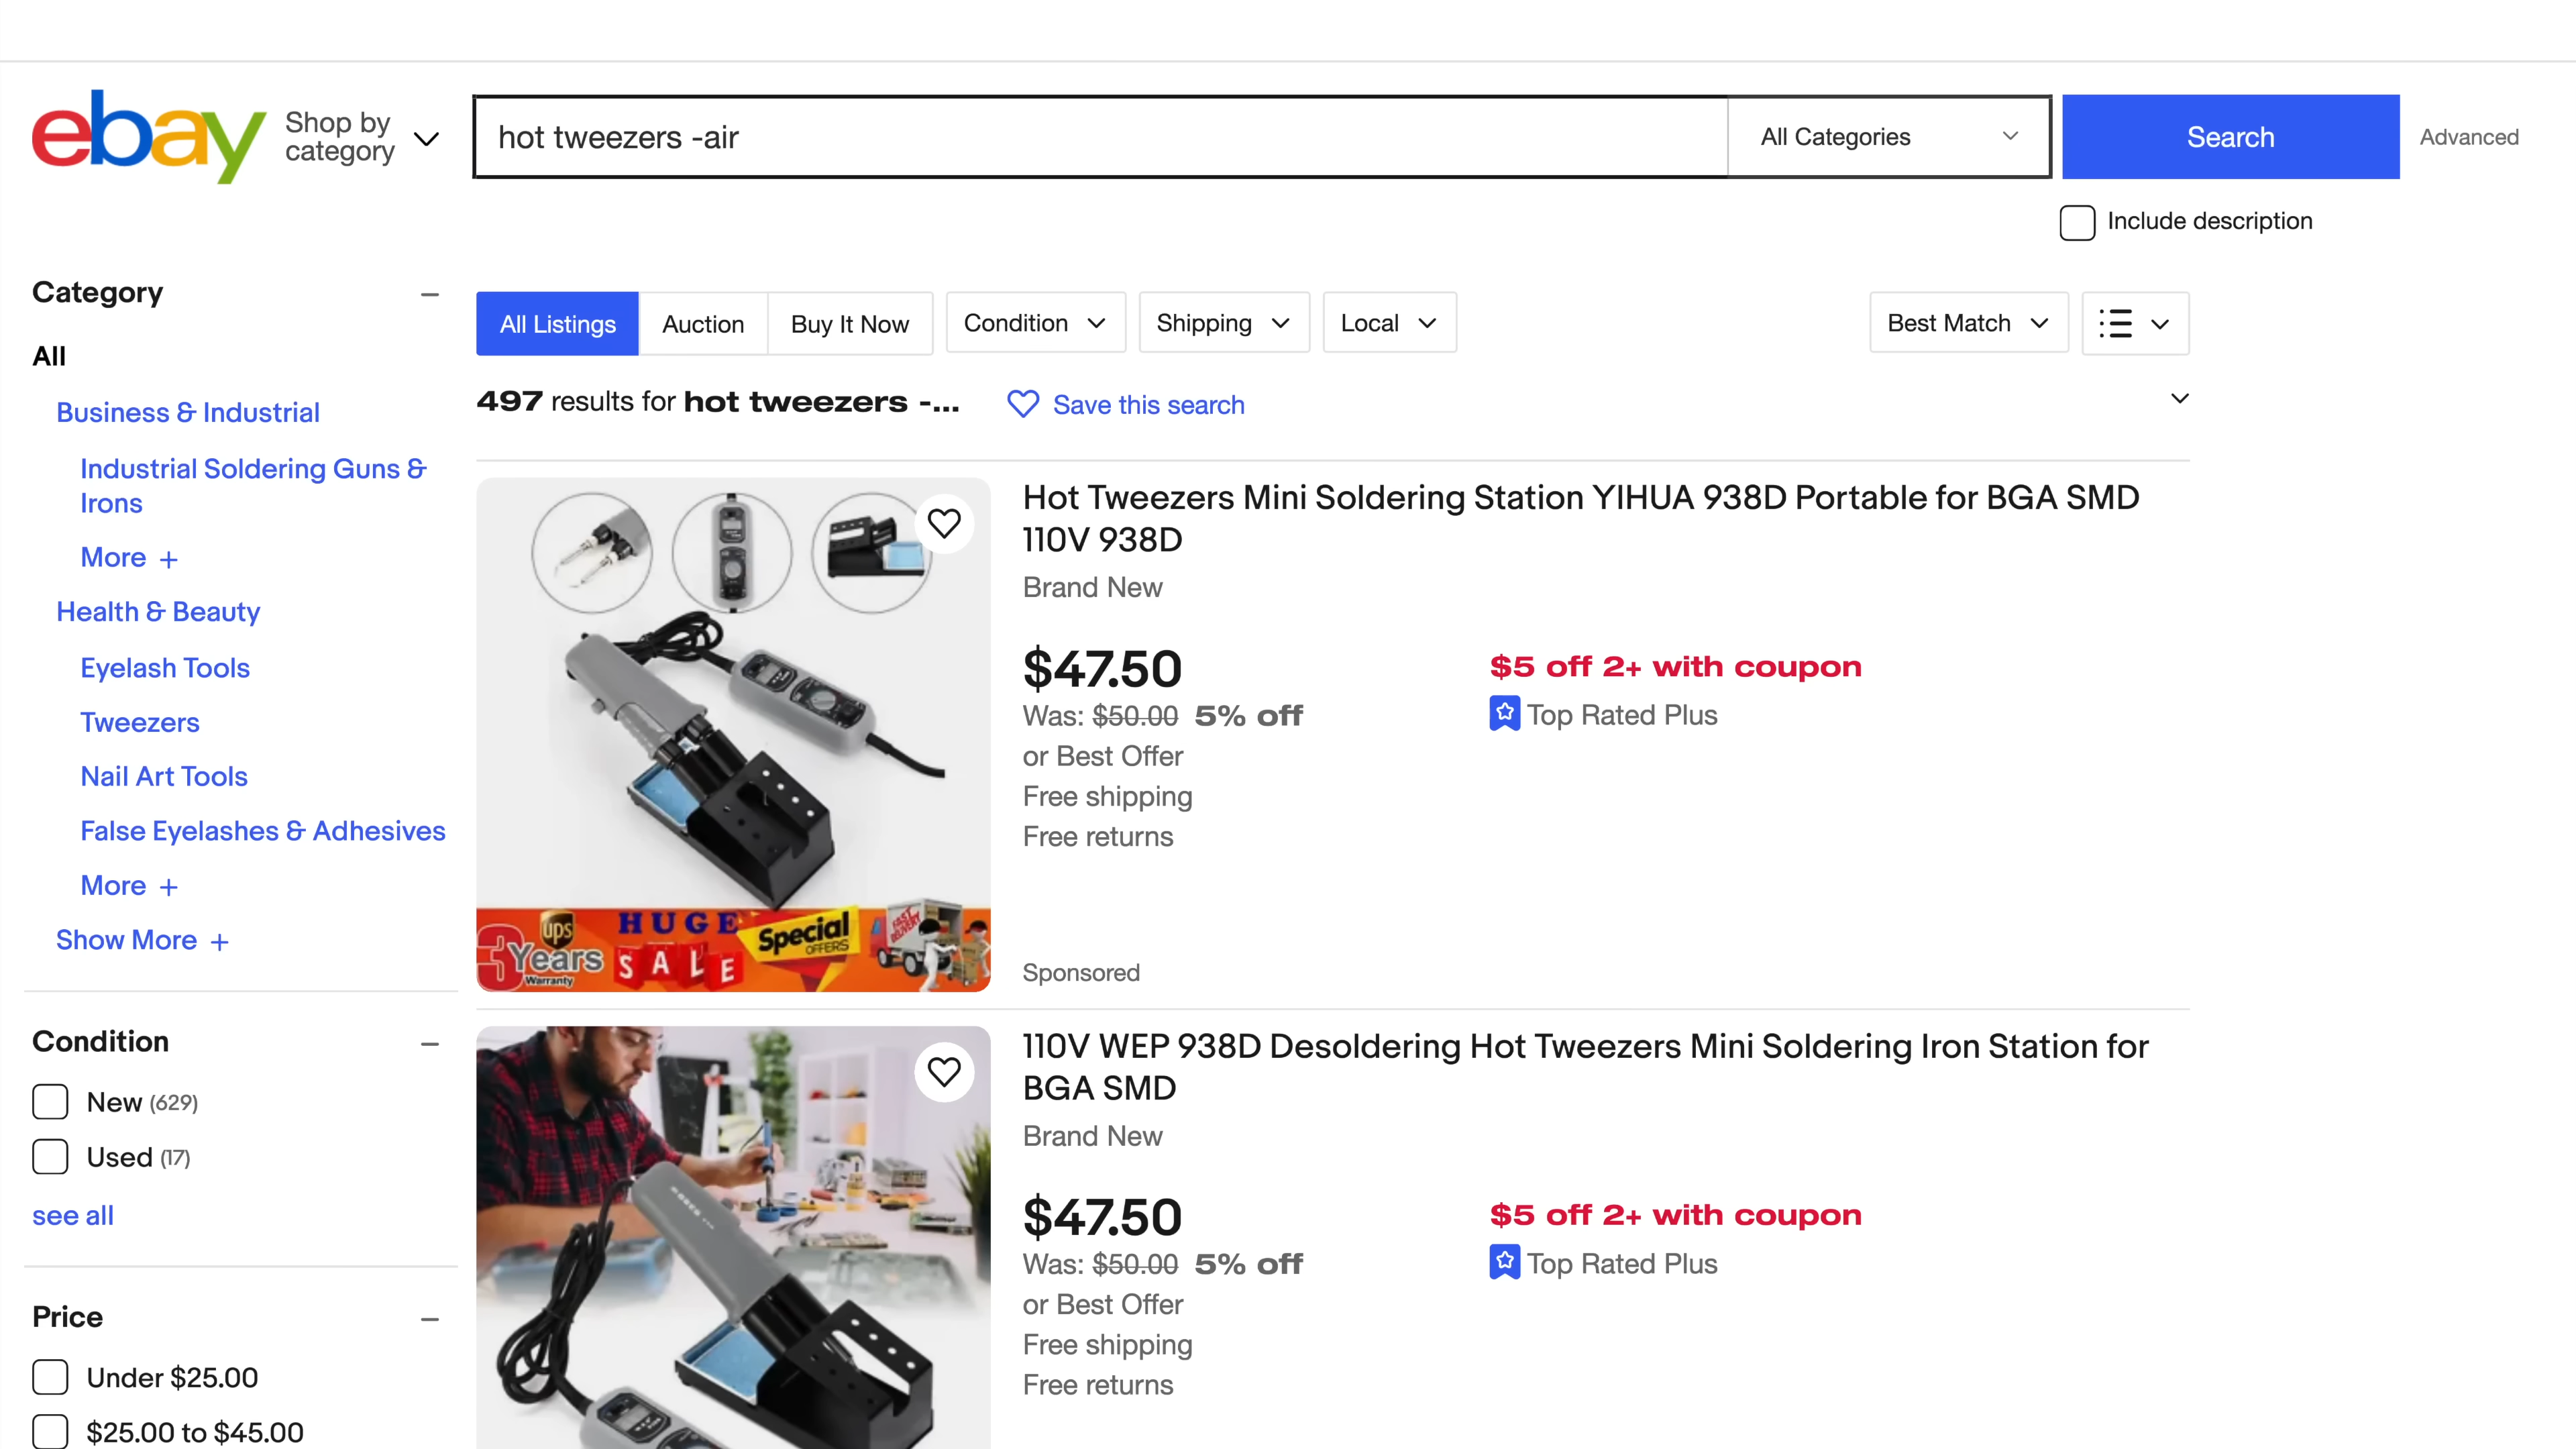 ebay
Shop by
category
hot tweezers -air
All Categories
Search
Advanced
Include description
Category
All
Business & Industrial
Industrial Soldering Guns &
Irons
More +
Health & Beauty
Eyelash Tools
Tweezers
Nail Art Tools
False Eyelashes & Adhesives
More +
Show More +
Condition
New (629)
Used (17)
see all
Price
Under $25.00
$25.00 to $45.00
All Listings
Auction
Buy It Now
Condition
Shipping
Local
Best Match
497 results for hot tweezers -...
Save this search
3 Years
Warranty
ups
HUGE
SALE
Special
OFFERS
FAST
DELIVERY
Hot Tweezers Mini Soldering Station YIHUA 938D Portable for BGA SMD
110V 938D
Brand New
$47.50
Was: $50.00 5% off
or Best Offer
Free shipping
Free returns
$5 off 2+ with coupon
Top Rated Plus
Sponsored
110V WEP 938D Desoldering Hot Tweezers Mini Soldering Iron Station for
BGA SMD
Brand New
$47.50
Was: $50.00 5% off
or Best Offer
Free shipping
Free returns
$5 off 2+ with coupon
Top Rated Plus